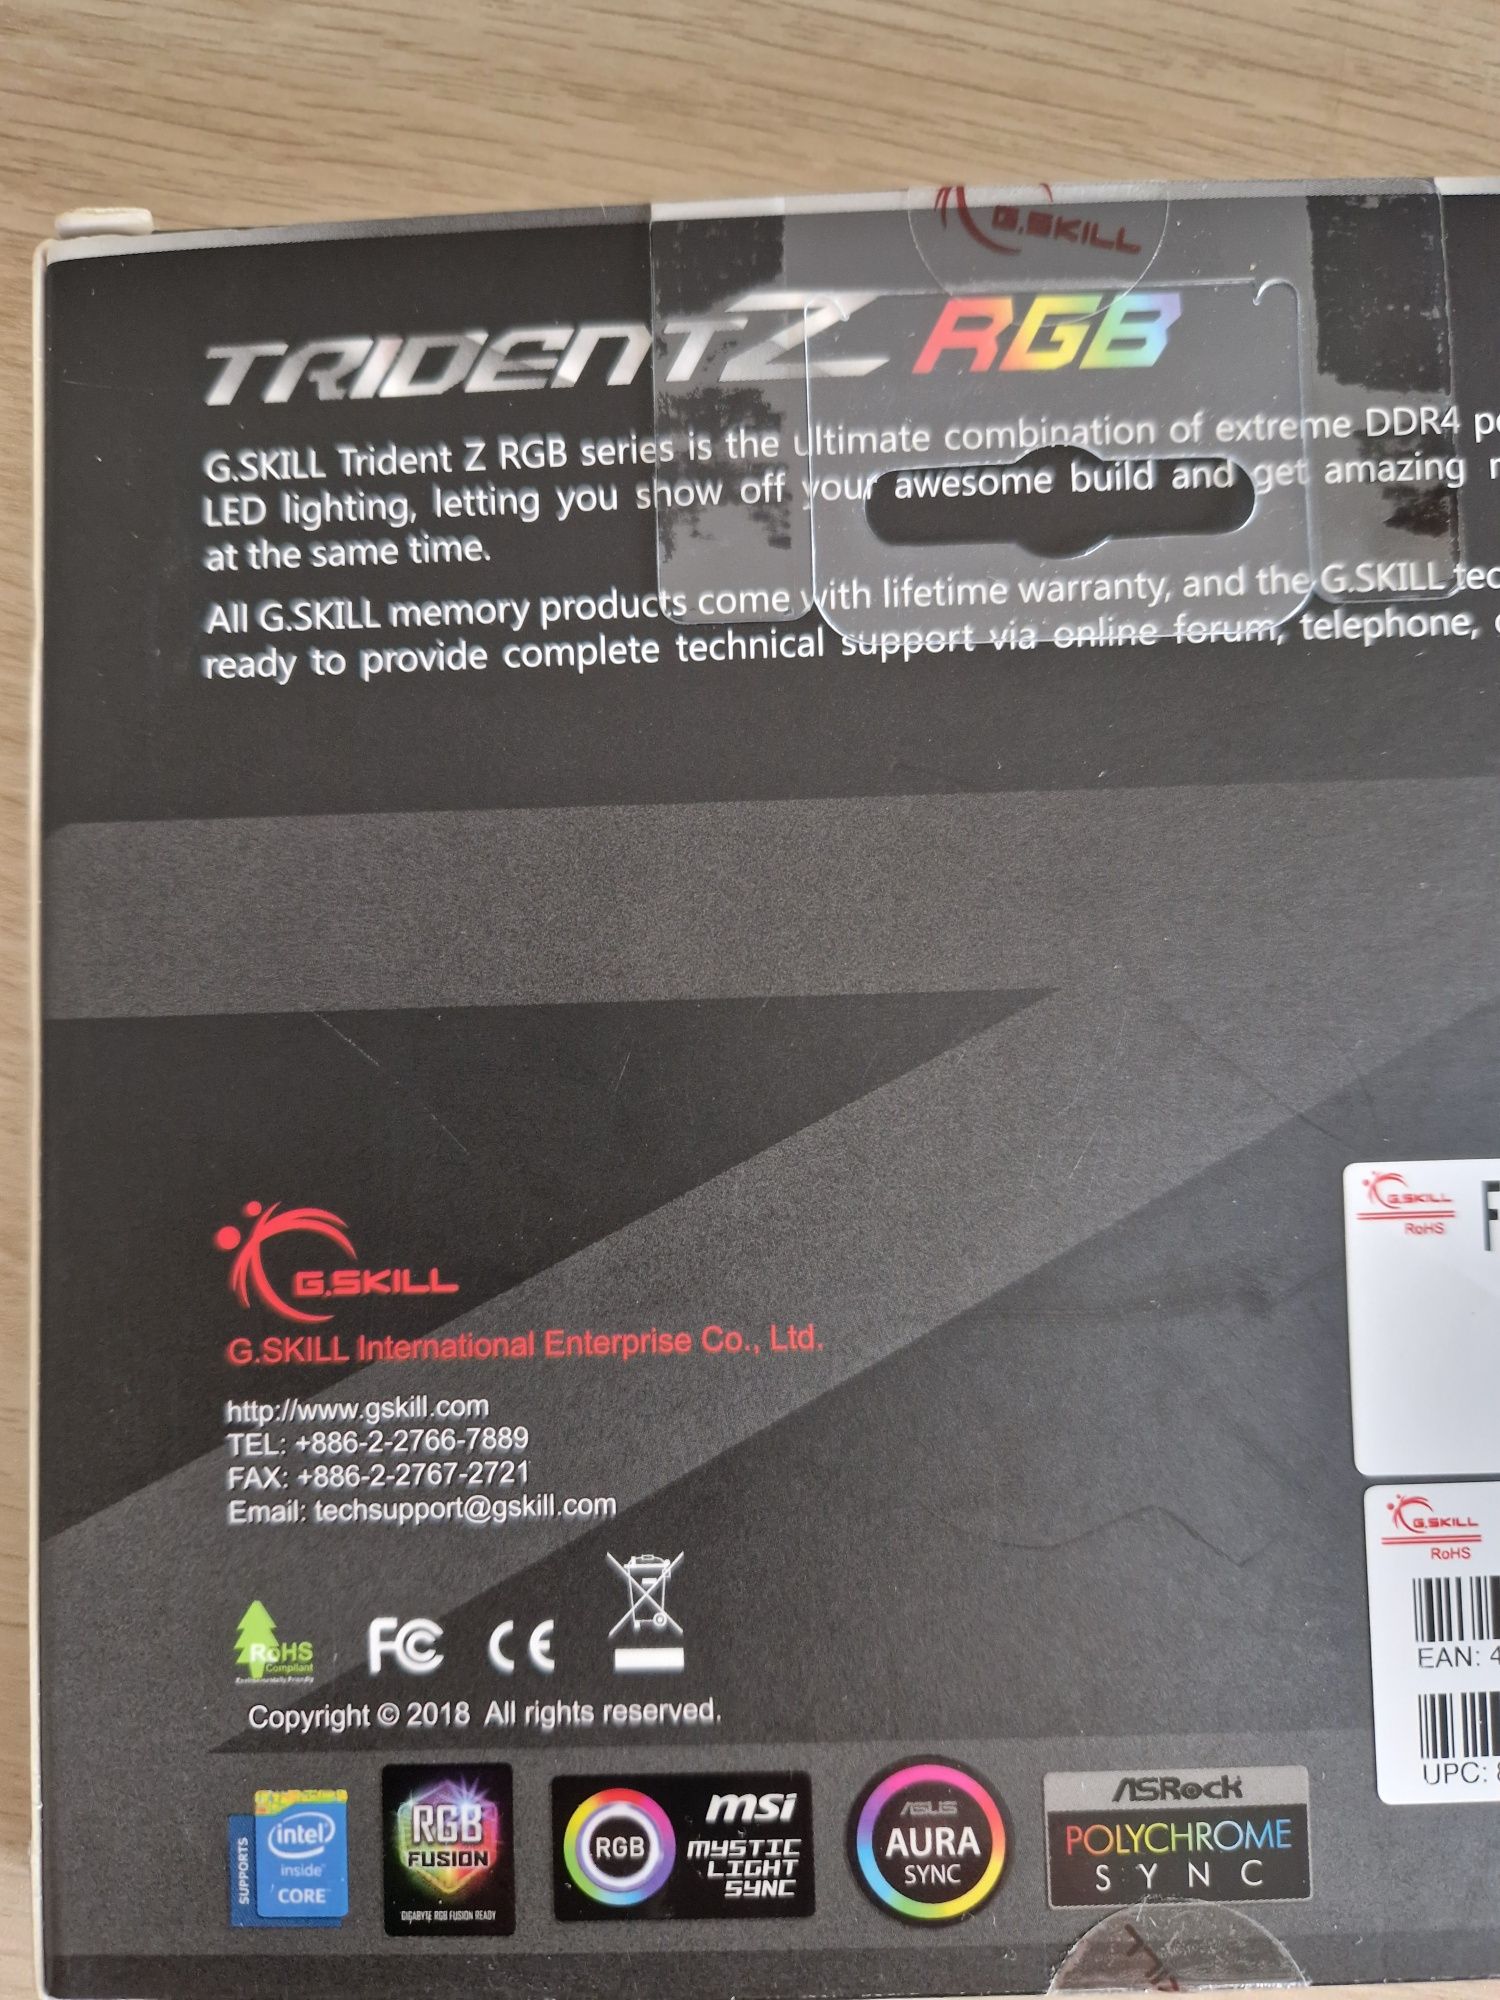 G.SKILL
TRIDENTZ RGB
G.SKILL Trident Z RGB series is the ultimate combination of extreme DDR4
LED lighting, letting you show off your awesome build and get amazing
at the same time.
All G.SKILL memory products come with lifetime warranty, and the G.SKILL
ready to provide complete technical support via online forum, telephone,
G.SKILL
RoHS
G.SKILL
G.SKILL International Enterprise Co., Ltd.
http://www.gskill.com
TEL: +886-2-2766-7889
FAX: +886-2-2767-2721
Email: techsupport@gskill.com
G.SKILL
RoHS
EAN: 4
UPC: 8
RoHS
Compliant
Environmentally Friendly
FC CE
Copyright © 2018 All rights reserved.
SUPPORTS
intel
inside
CORE
RGB
FUSION
GIGABYTE RGB FUSION READY
RGB
msi
MYSTIC
LIGHT
SYNC
ASUS
AURA
SYNC
ASRock
POLYCHROME
SYNC